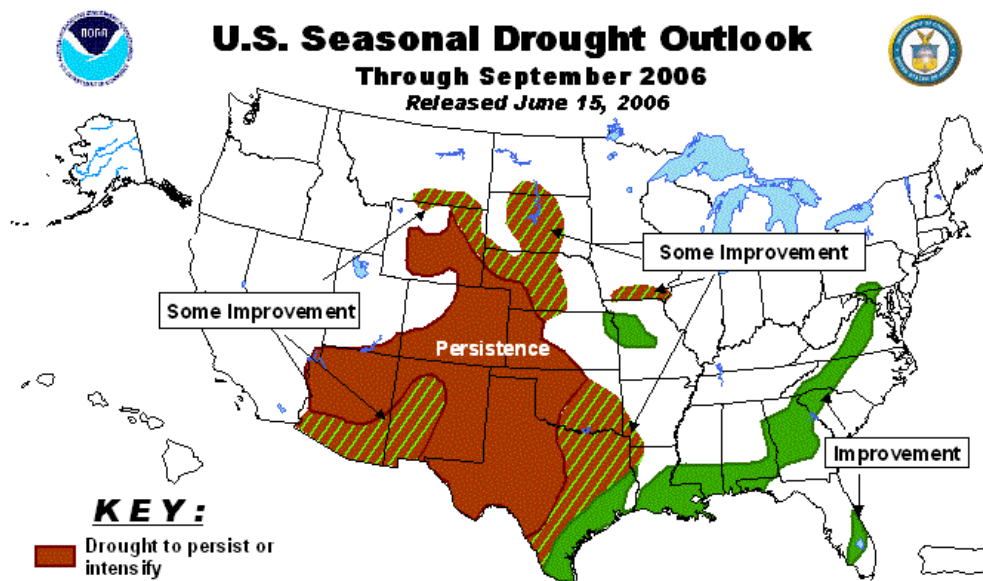 NOAA
U.S. Seasonal Drought Outlook
Through September 2006
Released June 15, 2006
Some Improvement
Some Improvement
Persistence
Improvement
KEY:
Drought to persist or
intensify